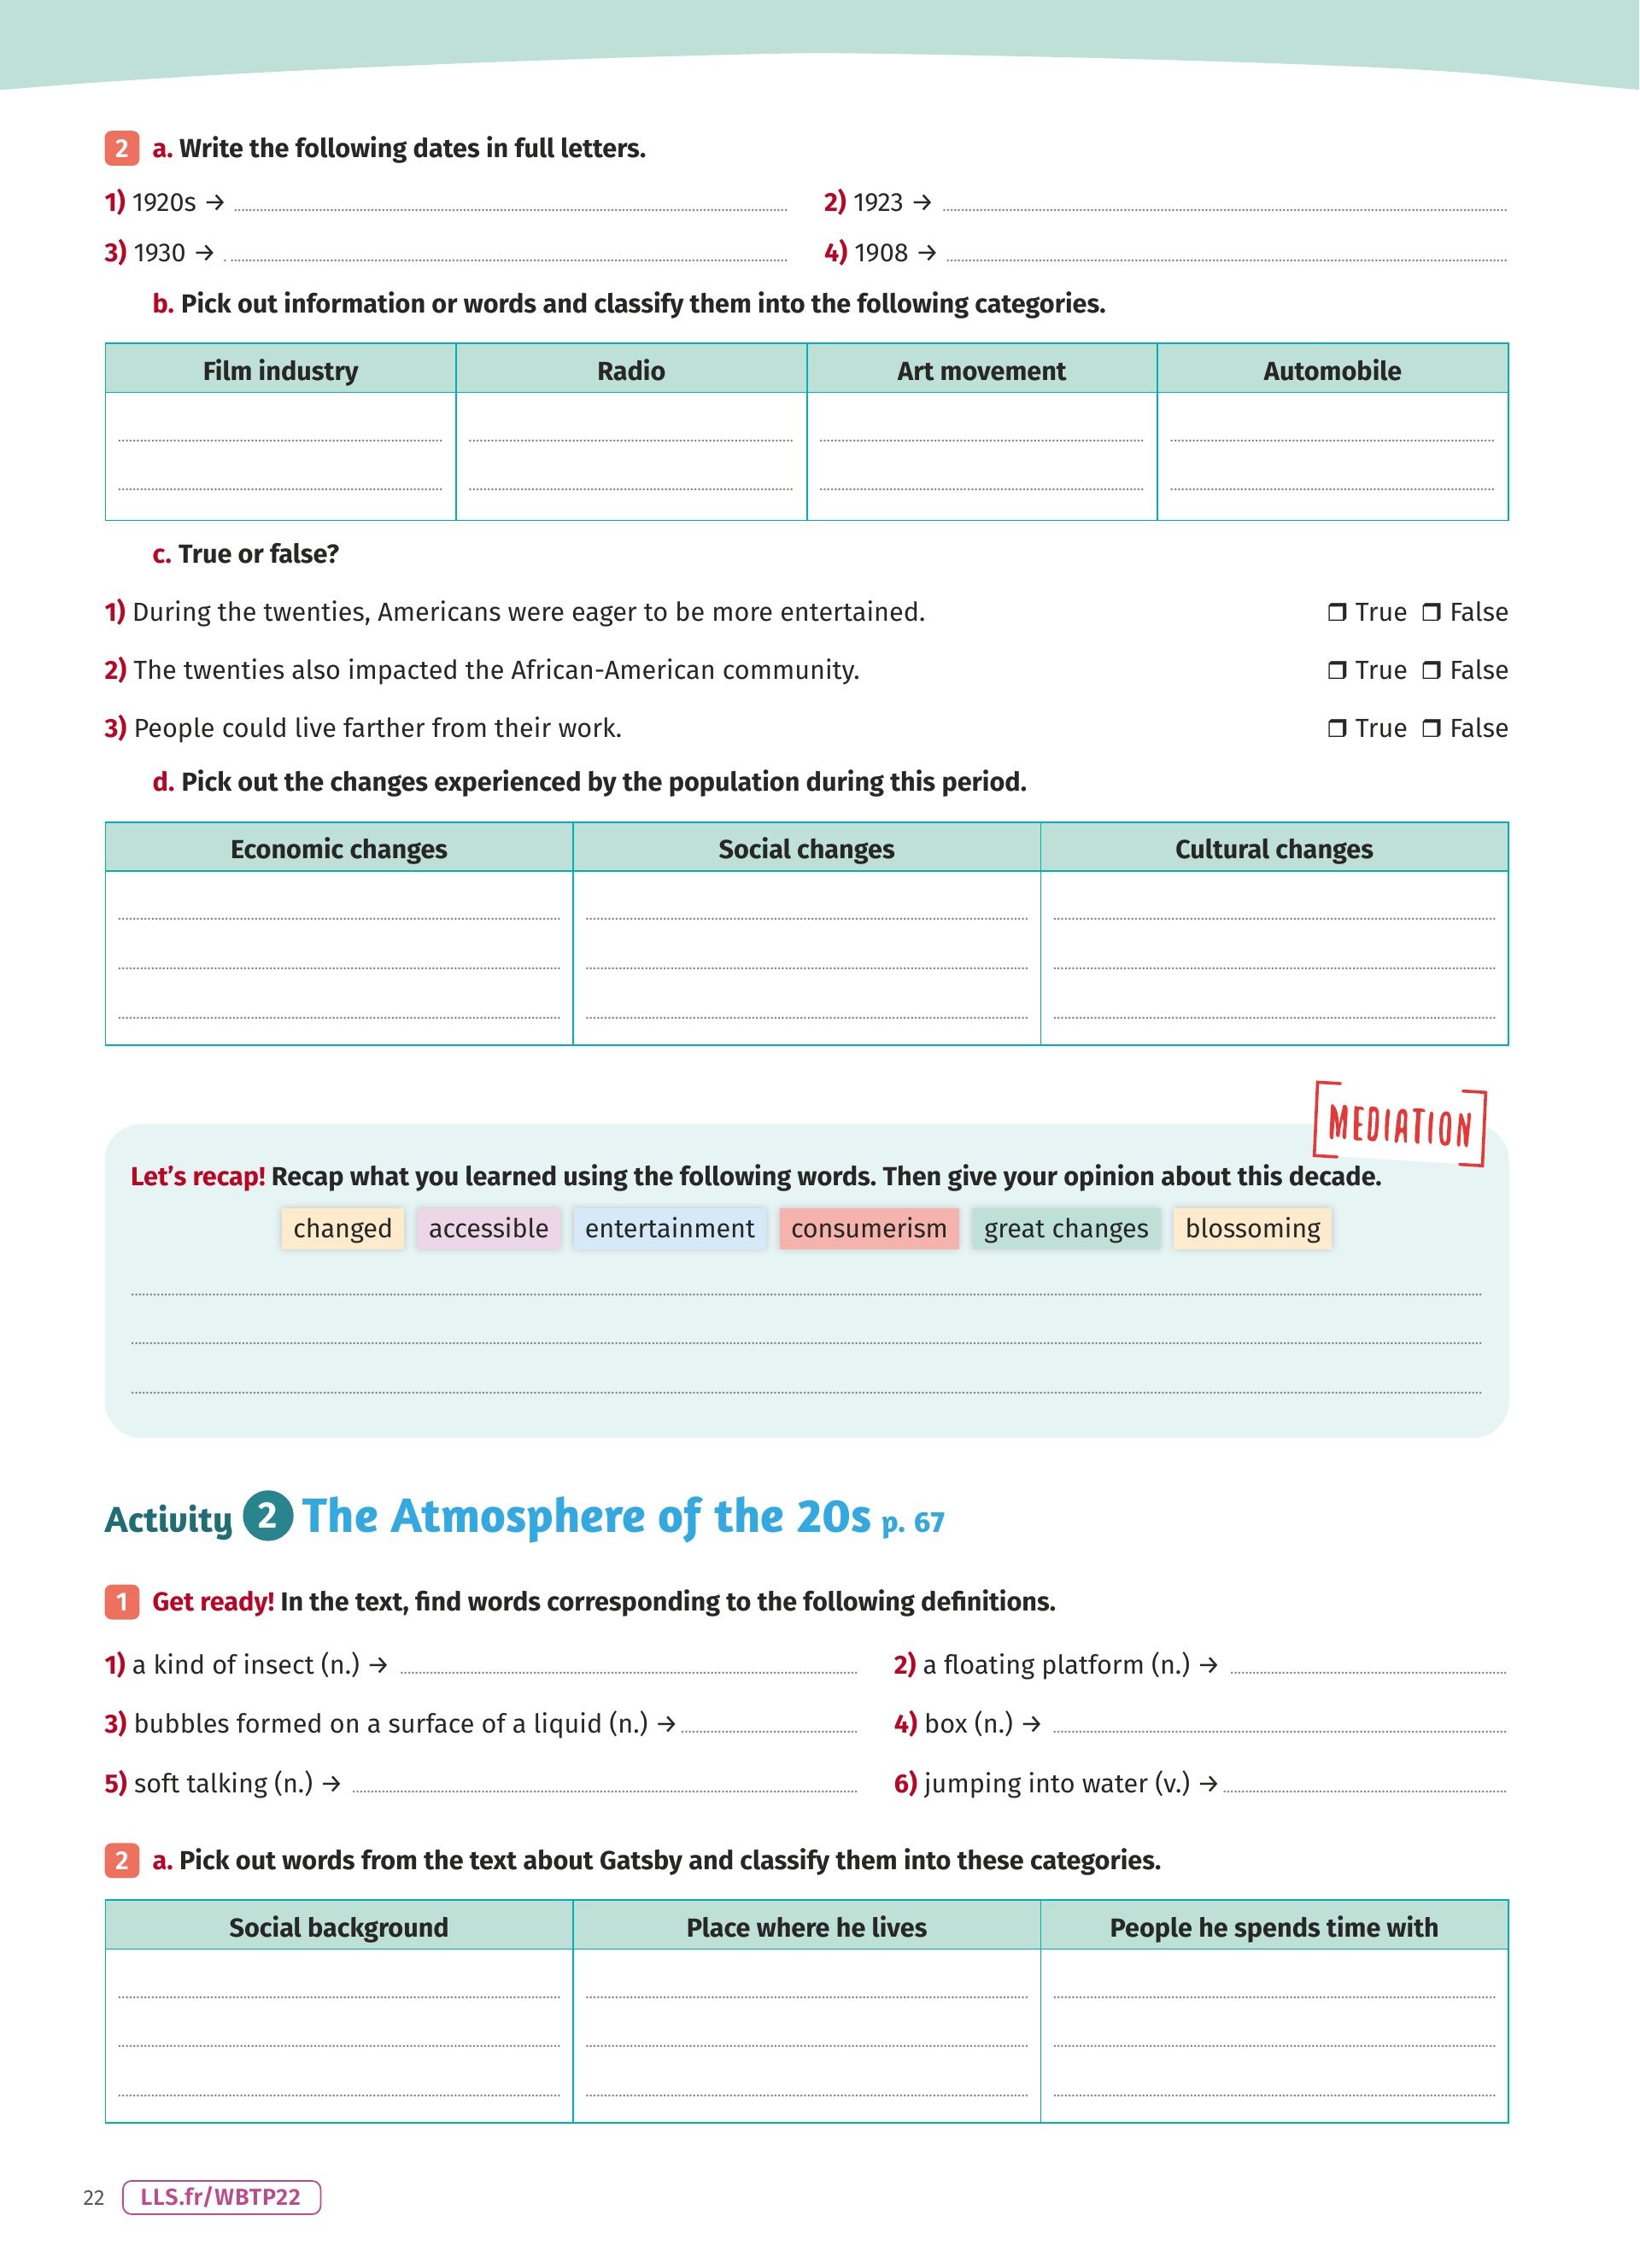 2 a. Write the following dates in full letters.
1) 1920s → 2) 1923 →
3) 1930 → 4) 1908 →
b. Pick out information or words and classify them into the following categories.
Film industry Radio Art movement Automobile
c. True or false?
1) During the twenties, Americans were eager to be more entertained. ❒ True ❒ False
2) The twenties also impacted the African-American community. ❒ True ❒ False
3) People could live farther from their work. ❒ True ❒ False
d. Pick out the changes experienced by the population during this period.
Economic changes Social changes Cultural changes
MEDIATION
Let's recap! Recap what you learned using the following words. Then give your opinion about this decade.
changed accessible entertainment consumerism great changes blossoming
Activity 2 The Atmosphere of the 20s p. 67
1 Get ready! In the text, find words corresponding to the following definitions.
1) a kind of insect (n.) → 2) a floating platform (n.) →
3) bubbles formed on a surface of a liquid (n.) → 4) box (n.) →
5) soft talking (n.) → 6) jumping into water (v.) →
2 a. Pick out words from the text about Gatsby and classify them into these categories.
Social background Place where he lives People he spends time with
22 LLS.fr/WBTP22